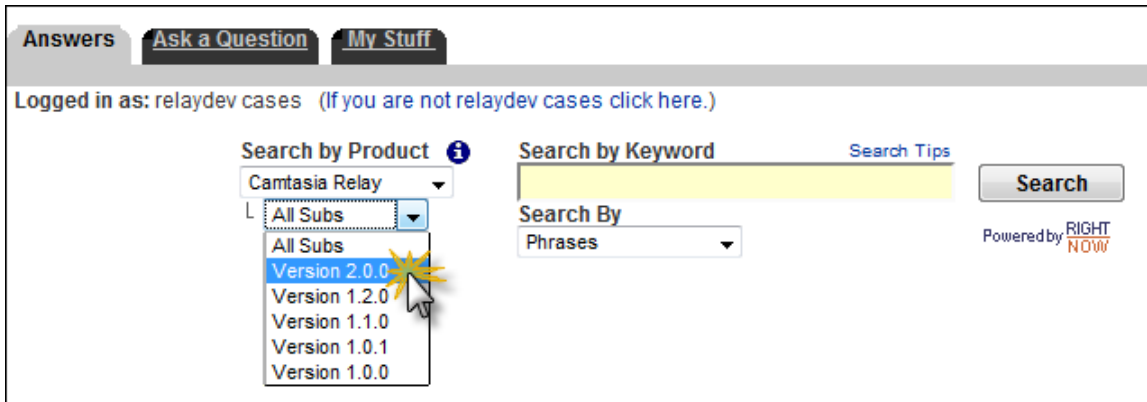 Answers Ask a Question My Stuff
Logged in as: relaydev cases (If you are not relaydev cases click here.)
Search by Product i Search by Keyword Search Tips
Camtasia Relay
Search
All Subs
Search By
Phrases
Powered by RIGHT NOW
All Subs
Version 2.0.0
Version 1.2.0
Version 1.1.0
Version 1.0.1
Version 1.0.0